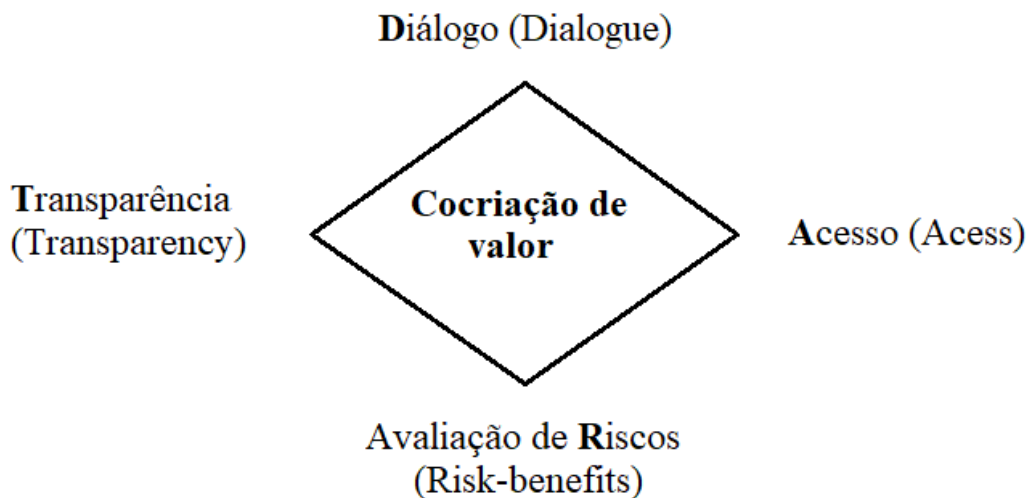 Diálogo (Dialogue)
Transparência
(Transparency)
Cocriação de
valor
Acesso (Acess)
Avaliação de Riscos
(Risk-benefits)